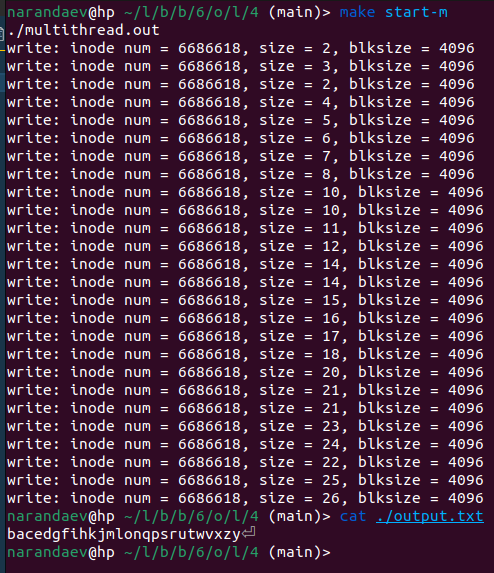 narandaev@hp ~/l/b/b/6/o/l/4 (main)> make start-m
./multithread.out
write: inode num = 6686618, size = 2, blksize = 4096
write: inode num = 6686618, size = 3, blksize = 4096
write: inode num = 6686618, size = 2, blksize = 4096
write: inode num = 6686618, size = 4, blksize = 4096
write: inode num = 6686618, size = 5, blksize = 4096
write: inode num = 6686618, size = 6, blksize = 4096
write: inode num = 6686618, size = 7, blksize = 4096
write: inode num = 6686618, size = 8, blksize = 4096
write: inode num = 6686618, size = 10, blksize = 4096
write: inode num = 6686618, size = 10, blksize = 4096
write: inode num = 6686618, size = 11, blksize = 4096
write: inode num = 6686618, size = 12, blksize = 4096
write: inode num = 6686618, size = 14, blksize = 4096
write: inode num = 6686618, size = 14, blksize = 4096
write: inode num = 6686618, size = 15, blksize = 4096
write: inode num = 6686618, size = 16, blksize = 4096
write: inode num = 6686618, size = 17, blksize = 4096
write: inode num = 6686618, size = 18, blksize = 4096
write: inode num = 6686618, size = 20, blksize = 4096
write: inode num = 6686618, size = 21, blksize = 4096
write: inode num = 6686618, size = 21, blksize = 4096
write: inode num = 6686618, size = 23, blksize = 4096
write: inode num = 6686618, size = 24, blksize = 4096
write: inode num = 6686618, size = 22, blksize = 4096
write: inode num = 6686618, size = 25, blksize = 4096
write: inode num = 6686618, size = 26, blksize = 4096
narandaev@hp ~/l/b/b/6/o/l/4 (main)> cat ./output.txt
bacedgfihkjmlonqpsrutwvxzy⏎
narandaev@hp ~/l/b/b/6/o/l/4 (main)>